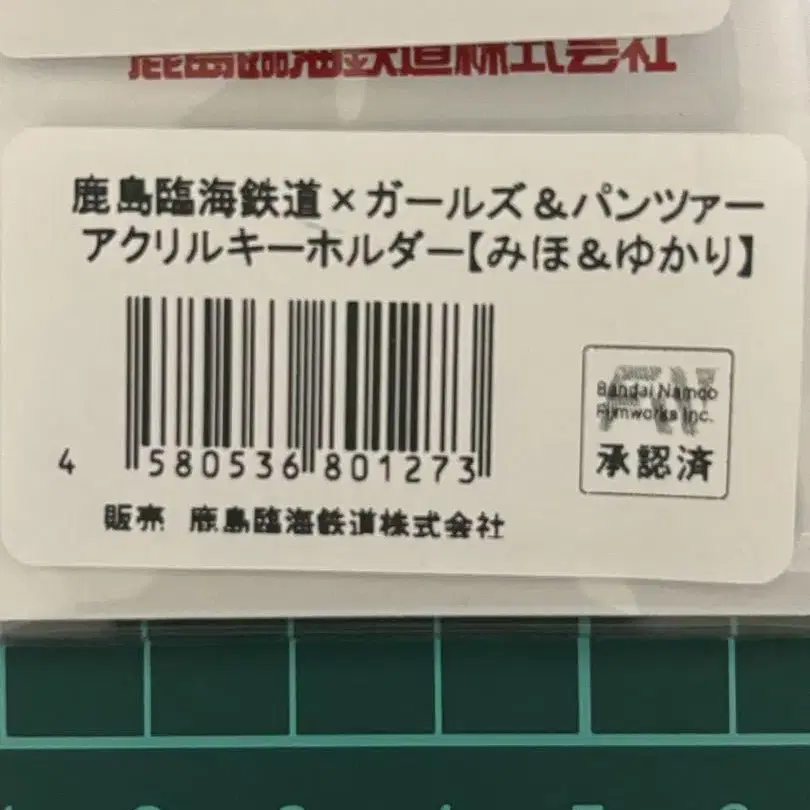 鹿島臨海鉄道株式会社
鹿島臨海鉄道×ガールズ&パンツァー
アクリルキーホルダー【みほ&ゆかり】
4 580536 801273
Bandai Namco
Filmworks Inc.
承認済
販売 鹿島臨海鉄道株式会社